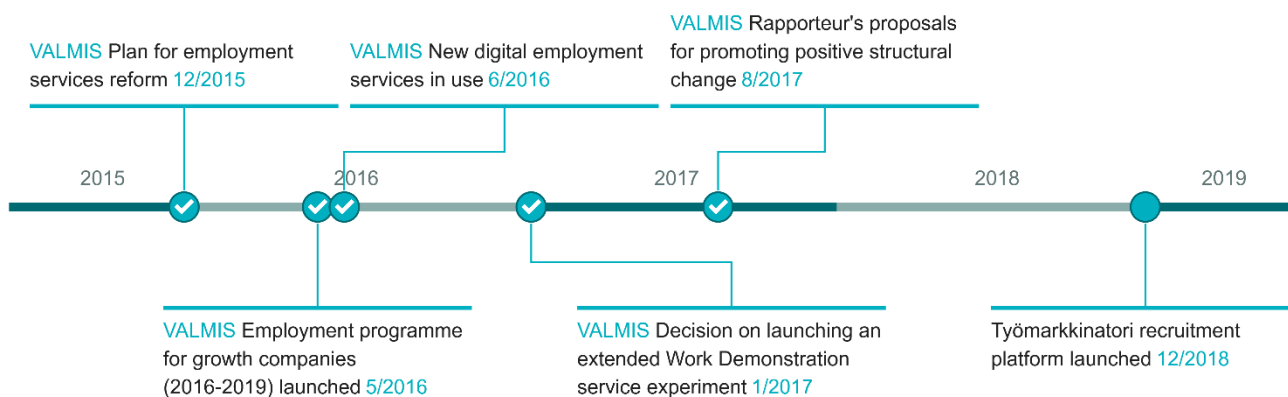 VALMIS Plan for employment
services reform 12/2015
VALMIS New digital employment
services in use 6/2016
VALMIS Rapporteur's proposals
for promoting positive structural
change 8/2017
2015
2016
2017
2018
2019
VALMIS Employment programme
for growth companies
(2016-2019) launched 5/2016
VALMIS Decision on launching an
extended Work Demonstration
service experiment 1/2017
Työmarkkinatori recruitment
platform launched 12/2018